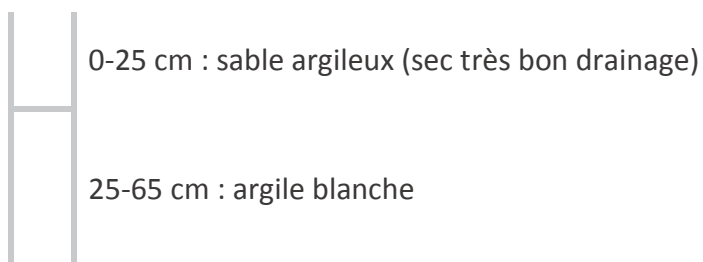 0-25 cm : sable argileux (sec très bon drainage)
25-65 cm : argile blanche